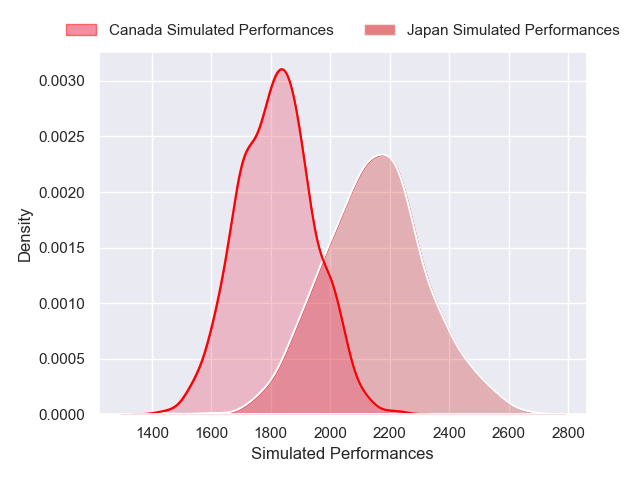 Canada Simulated Performances Japan Simulated Performances
0.0030
0.0025
0.0020
0.0015
0.0010
0.0005
0.0000
Density
1400 1600 1800 2000 2200 2400 2600 2800
Simulated Performances